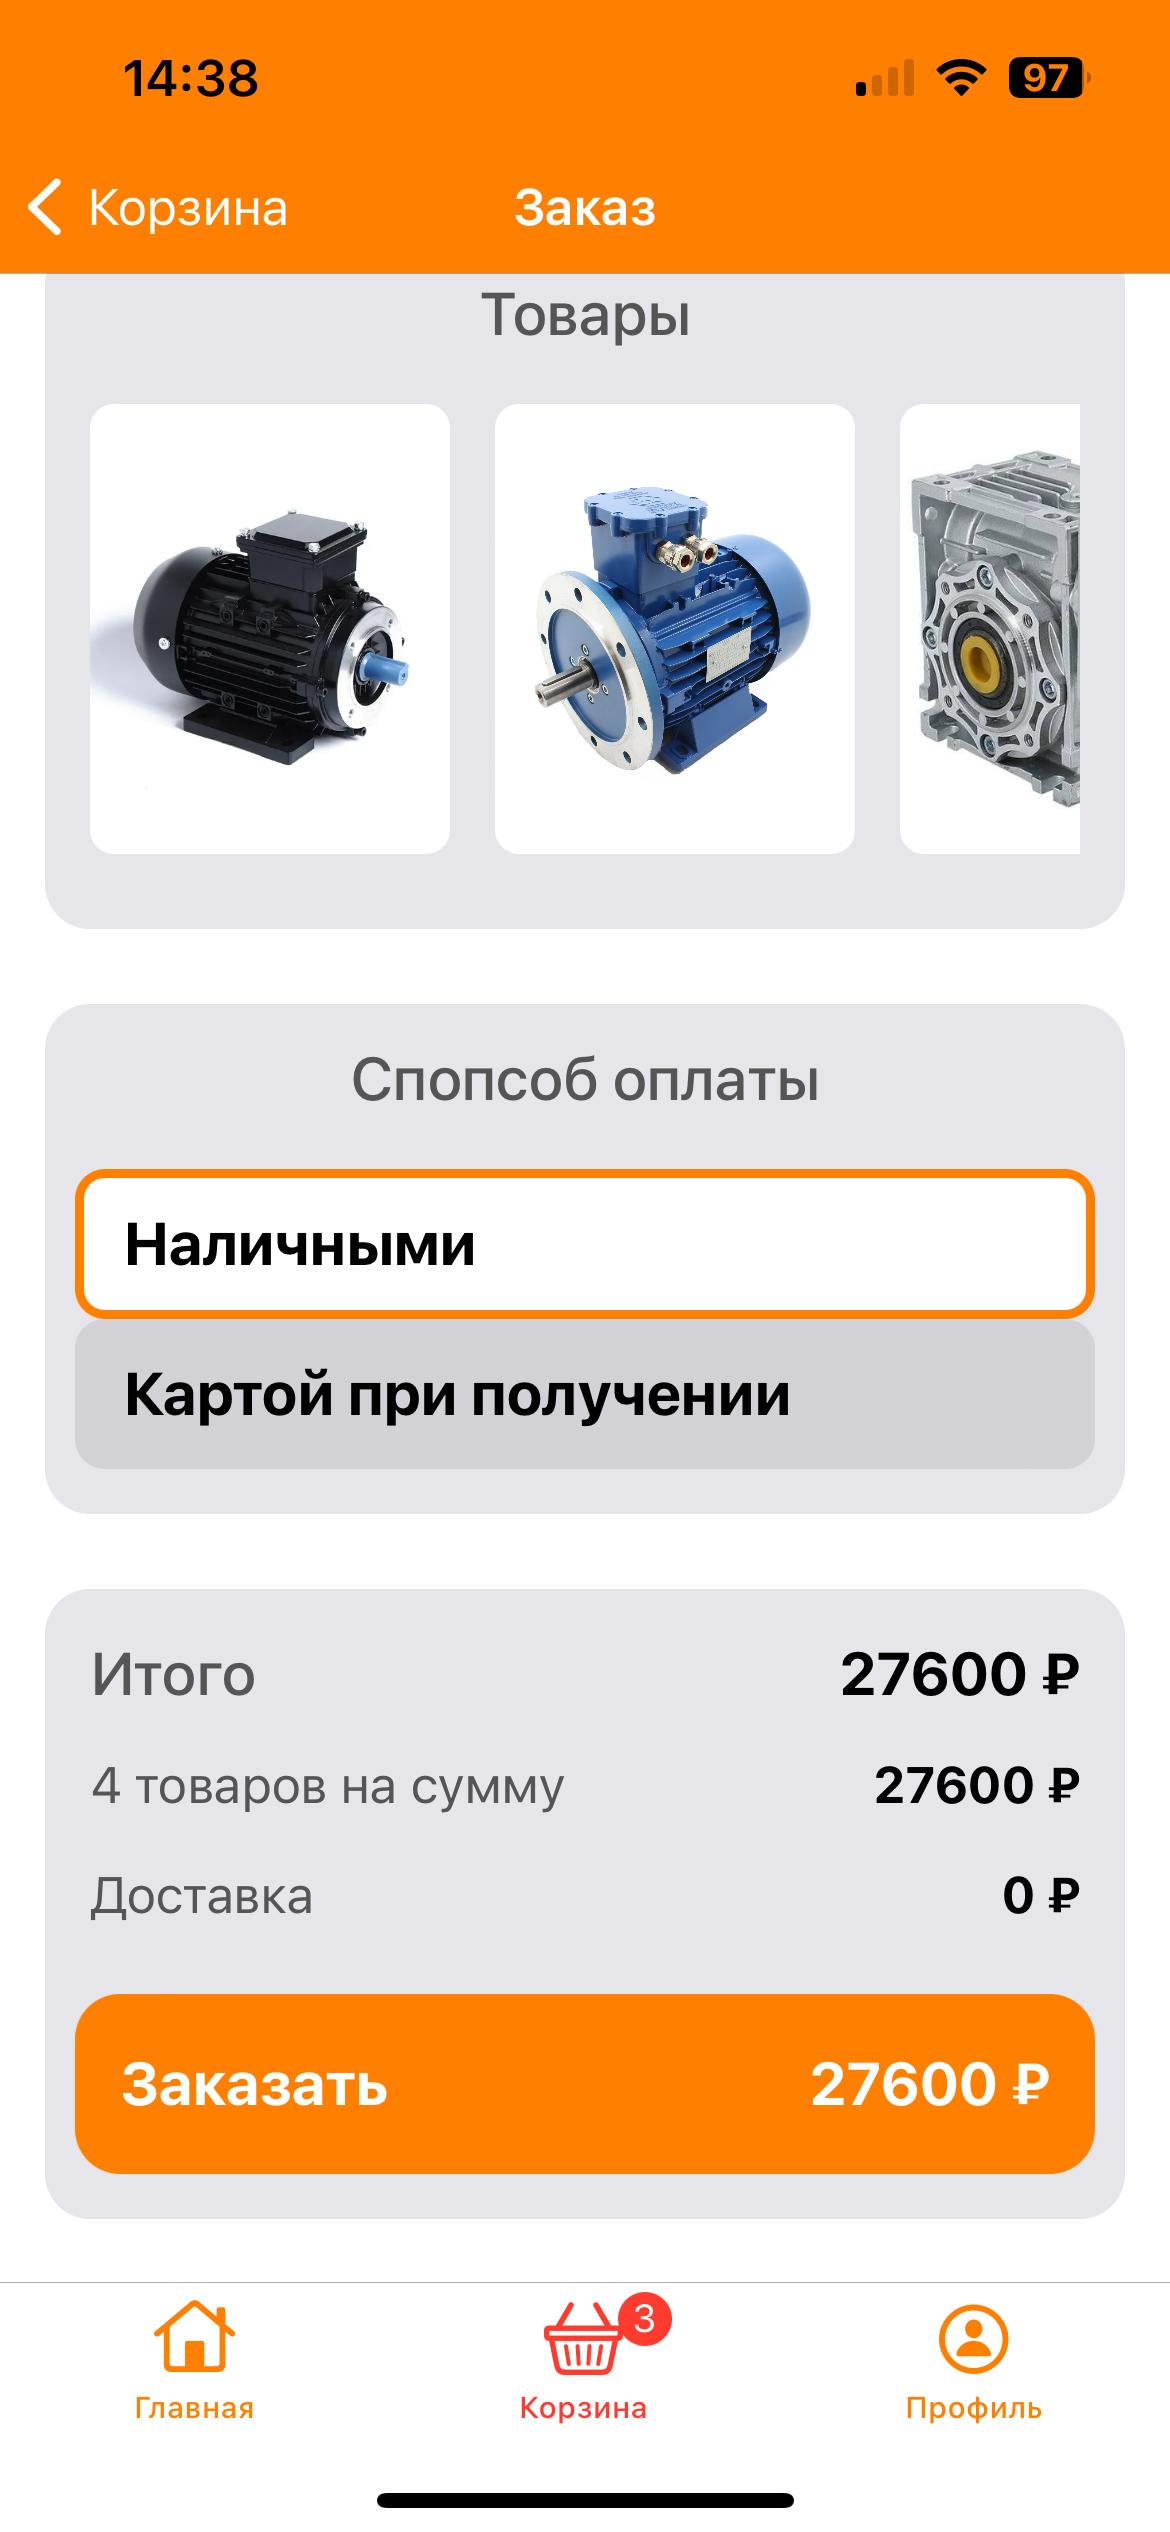 14:38
97
Корзина
Заказ
Товары
Спопсоб оплаты
Наличными
Картой при получении
Итого 27600 ₽
4 товаров на сумму 27600 ₽
Доставка 0 ₽
Заказать 27600 ₽
3
Главная
Корзина
Профиль